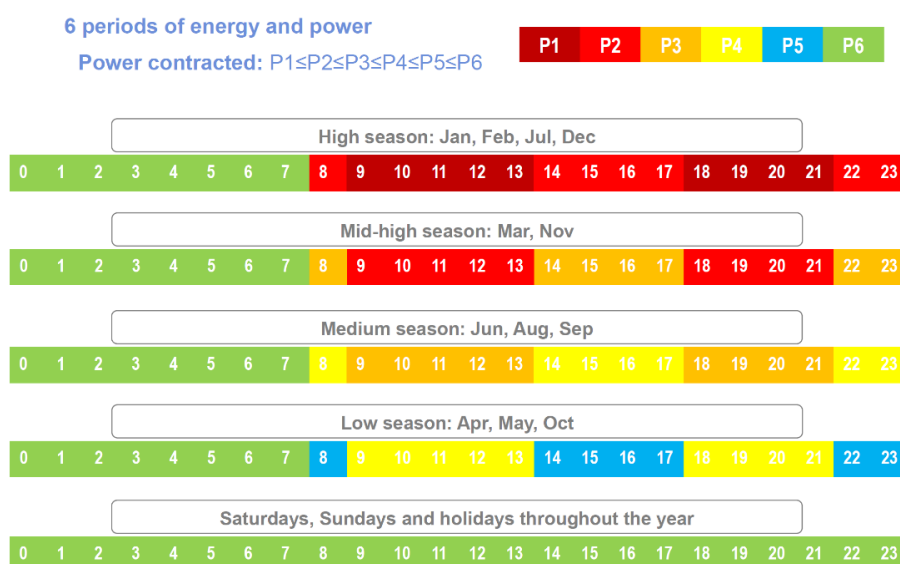 6 periods of energy and power
Power contracted: P1≤P2≤P3≤P4≤P5≤P6
P1 P2 P3 P4 P5 P6
High season: Jan, Feb, Jul, Dec
0 1 2 3 4 5 6 7 8 9 10 11 12 13 14 15 16 17 18 19 20 21 22 23
Mid-high season: Mar, Nov
0 1 2 3 4 5 6 7 8 9 10 11 12 13 14 15 16 17 18 19 20 21 22 23
Medium season: Jun, Aug, Sep
0 1 2 3 4 5 6 7 8 9 10 11 12 13 14 15 16 17 18 19 20 21 22 23
Low season: Apr, May, Oct
0 1 2 3 4 5 6 7 8 9 10 11 12 13 14 15 16 17 18 19 20 21 22 23
Saturdays, Sundays and holidays throughout the year
0 1 2 3 4 5 6 7 8 9 10 11 12 13 14 15 16 17 18 19 20 21 22 23